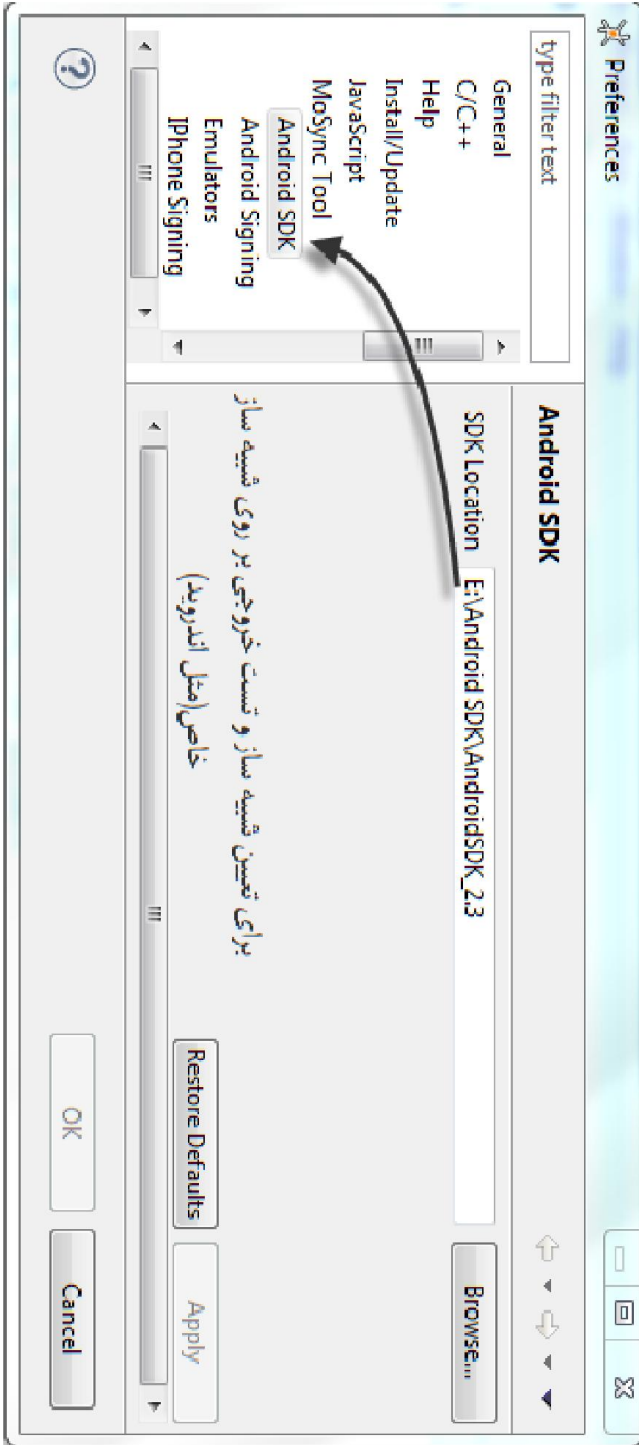 Preferences
type filter text
General
C/C++
Help
Install/Update
JavaScript
MoSync Tool
Android SDK
Android Signing
Emulators
IPhone Signing
Android SDK
SDK Location E:\Android SDK\AndroidSDK_2.3 Browse...
برای تعیین شبیه ساز و تست خروجی بر روی شبیه ساز
خاص(مثل اندروید)
Restore Defaults Apply
OK Cancel